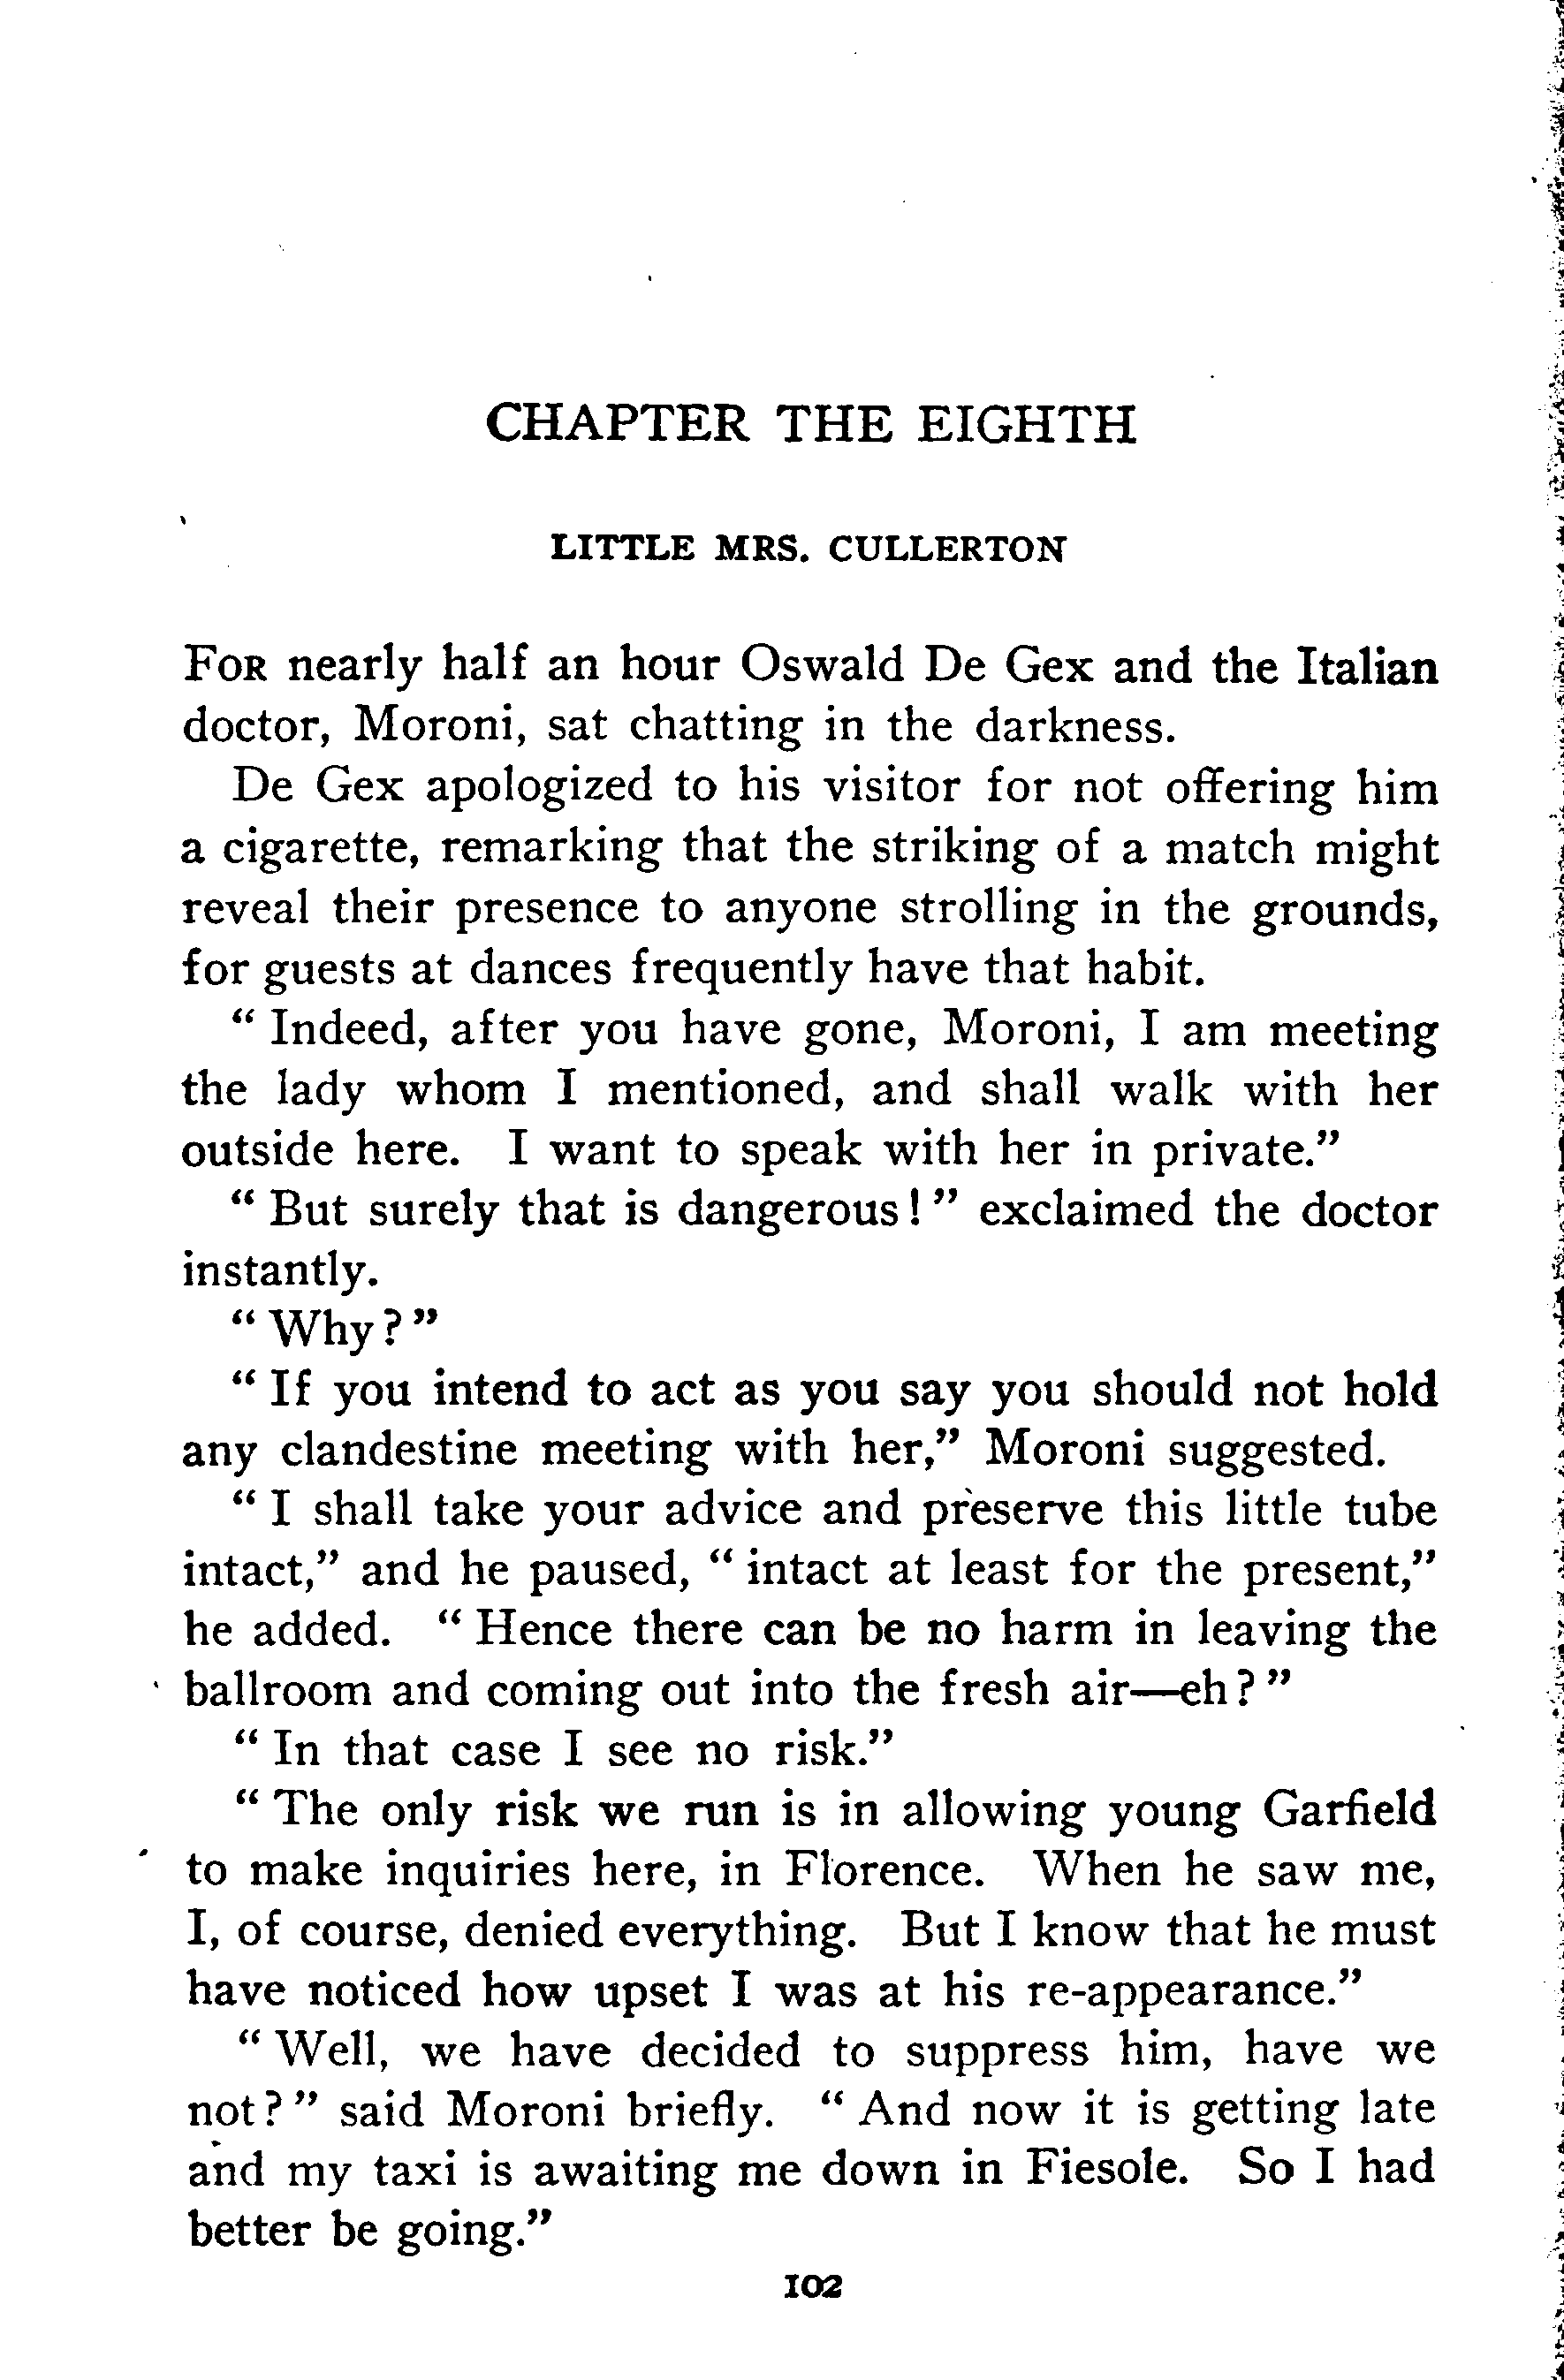 CHAPTER THE EIGHTH
LITTLE MRS. CULLERTON
FOR nearly half an hour Oswald De Gex and the Italian
doctor, Moroni, sat chatting in the darkness.
De Gex apologized to his visitor for not offering him
a cigarette, remarking that the striking of a match might
reveal their presence to anyone strolling in the grounds,
for guests at dances frequently have that habit.
“ Indeed, after you have gone, Moroni, I am meeting
the lady whom I mentioned, and shall walk with her
outside here. I want to speak with her in private.”
“ But surely that is dangerous ! ” exclaimed the doctor
instantly.
“ Why ? ”
“ If you intend to act as you say you should not hold
any clandestine meeting with her,” Moroni suggested.
“ I shall take your advice and preserve this little tube
intact,” and he paused, “ intact at least for the present,”
he added. “ Hence there can be no harm in leaving the
ballroom and coming out into the fresh air—eh ? ”
“ In that case I see no risk.”
“ The only risk we run is in allowing young Garfield
to make inquiries here, in Florence. When he saw me,
I, of course, denied everything. But I know that he must
have noticed how upset I was at his re-appearance.”
“ Well, we have decided to suppress him, have we
not ? ” said Moroni briefly. “ And now it is getting late
and my taxi is awaiting me down in Fiesole. So I had
better be going.”
102